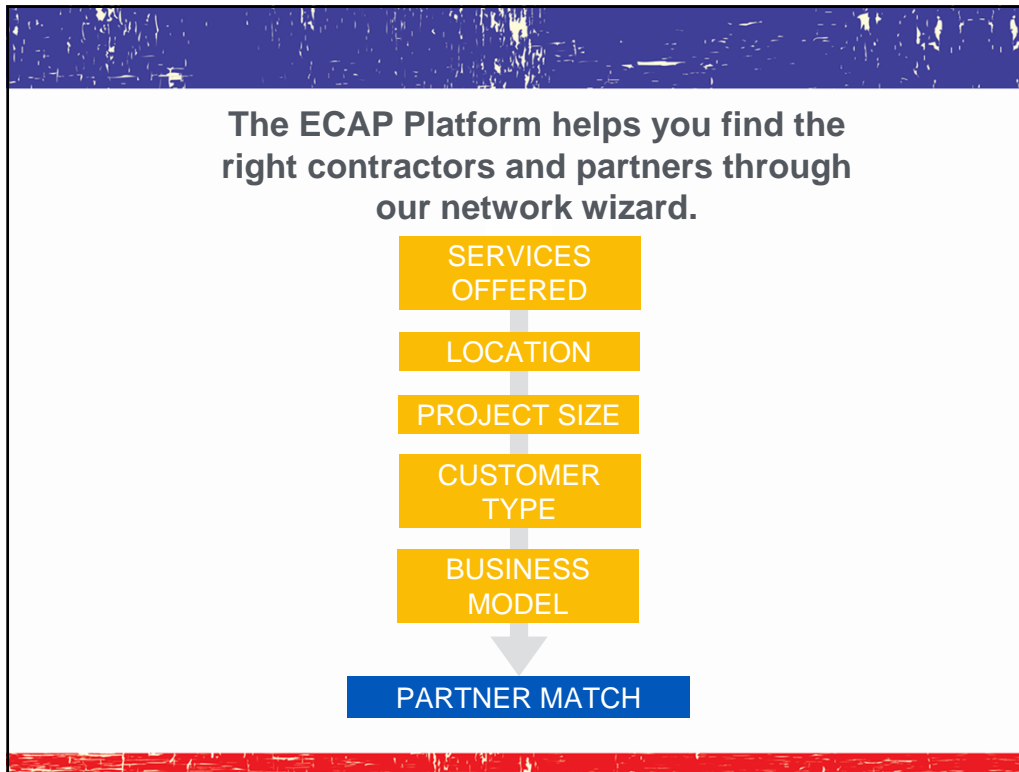 The ECAP Platform helps you find the
right contractors and partners through
our network wizard.
SERVICES
OFFERED
LOCATION
PROJECT SIZE
CUSTOMER
TYPE
BUSINESS
MODEL
PARTNER MATCH